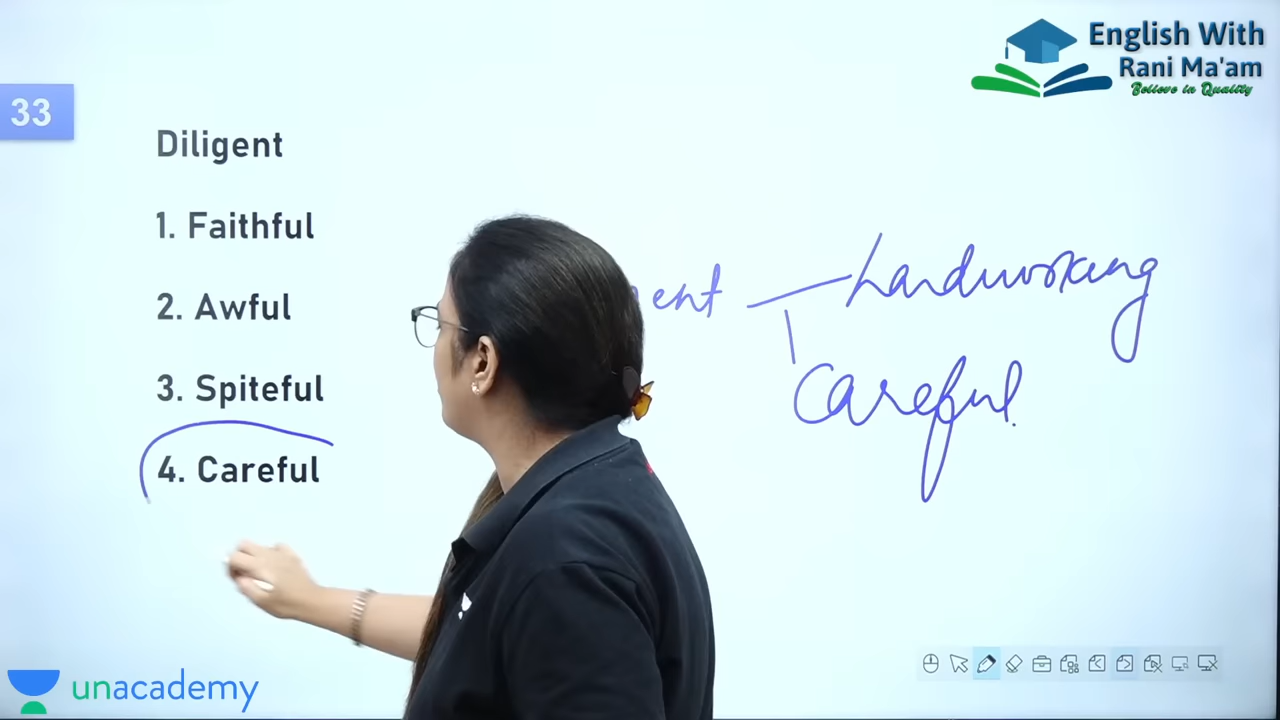 English With
Rani Ma'am
Believe in Quality
33
Diligent
1. Faithful
2. Awful
3. Spiteful
4. Careful
ent hardworking
Careful.
unacademy